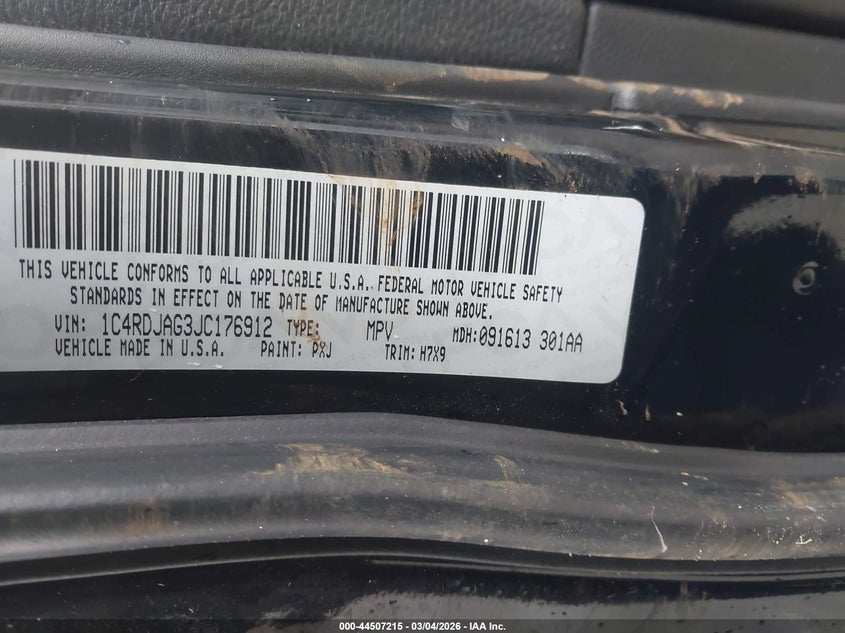 THIS VEHICLE CONFORMS TO ALL APPLICABLE U.S.A. FEDERAL MOTOR VEHICLE SAFETY
STANDARDS IN EFFECT ON THE DATE OF MANUFACTURE SHOWN ABOVE.
VIN: 1C4RDJAG3JC176912 TYPE: MPV MDH:091613 301AA
VEHICLE MADE IN U.S.A. PAINT: PXJ TRIM: H7X9
000-44507215 - 03/04/2026 - IAA Inc.